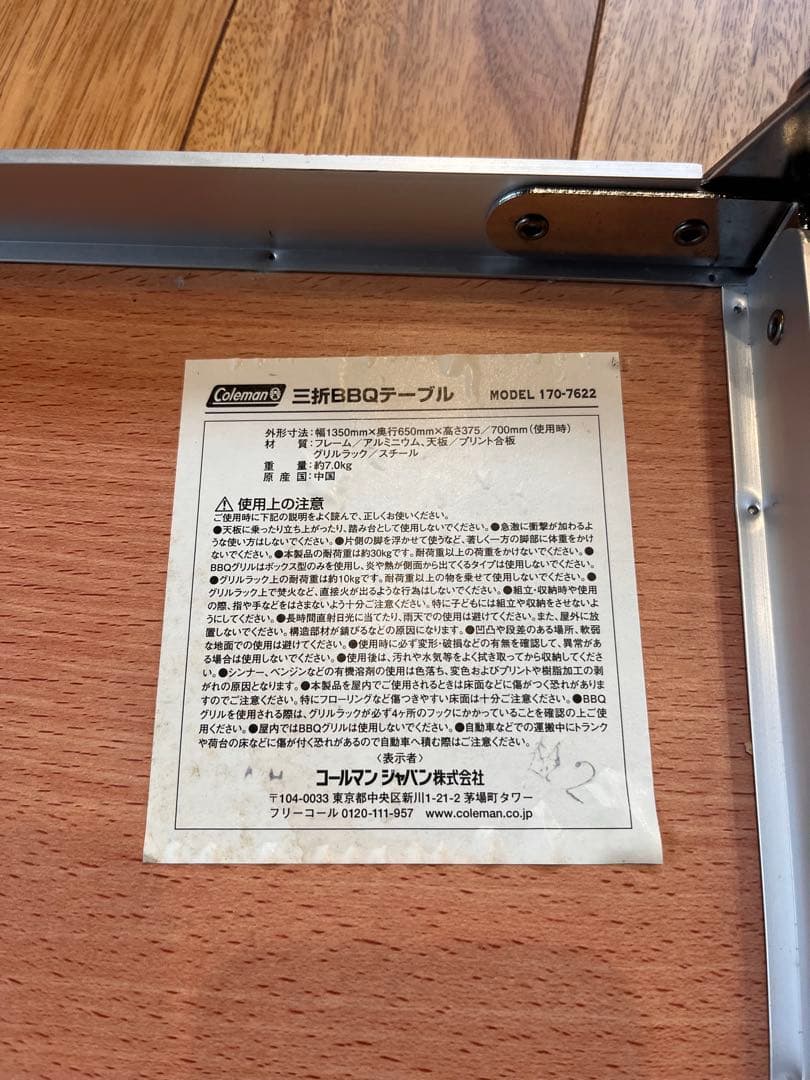 Coleman 三折BBQテーブル MODEL 170-7622
外形寸法:幅1350mm×奥行650mm×高さ375/700mm(使用時)
材 質:フレーム/アルミニウム、天板/プリント合板
グリルラック/スチール
重 量:約7.0kg
原 産 国:中国
⚠ 使用上の注意
ご使用時に下記の説明をよく読んで、正しくお使いください。
●天板に乗ったり立ち上がったり、踏み台として使用しないでください。●急激に衝撃が加わるよ
うな使い方はしないでください。●片側の脚を浮かせて使うなど、著しく一方の脚部に体重をかけ
ないでください。●本製品の耐荷重は約30kgです。耐荷重以上の荷重をかけないでください。●
BBQグリルはボックス型のみを使用し、炎や熱が側面から出てくるタイプは使用しないでください。
●グリルラック上の耐荷重は約10kgです。耐荷重以上の物を乗せて使用しないでください。●
グリルラック上で焚火など、直接火が出るような行為はしないでください。●組立・収納時や使用
の際、指や手などをはさまないよう十分ご注意ください。特に子どもには組立や収納をさせないよ
うにしてください。●長時間直射日光に当てたり、雨天での使用は避けてください。また、屋外に放
置しないでください。構造部材が錆びるなどの原因になります。●凹凸や段差のある場所、軟弱
な地面での使用は避けてください。●使用時に必ず変形・破損などの有無を確認して、異常があ
る場合は使用しないでください。●使用後は、汚れや水気等をよく拭き取ってから収納してくださ
い。●シンナー、ベンジンなどの有機溶剤の使用は色落ち、変色およびプリントや樹脂加工の剥
がれの原因となります。●本製品を屋内でご使用されるときは床面などに傷がつく恐れがありま
すのでご注意ください。特にフローリングなど傷つきやすい床面は十分ご注意ください。●BBQ
グリルを使用される際は、グリルラックが必ず4ヶ所のフックにかかっていることを確認の上ご使
用ください。●屋内ではBBQグリルは使用しないでください。●自動車などでの運搬中にトランク
や荷台の床などに傷が付く恐れがあるので自動車へ積む際はご注意ください。
〈表示者〉
コールマン ジャパン株式会社
〒104-0033 東京都中央区新川1-21-2 茅場町タワー
フリーコール 0120-111-957 www.coleman.co.jp
2